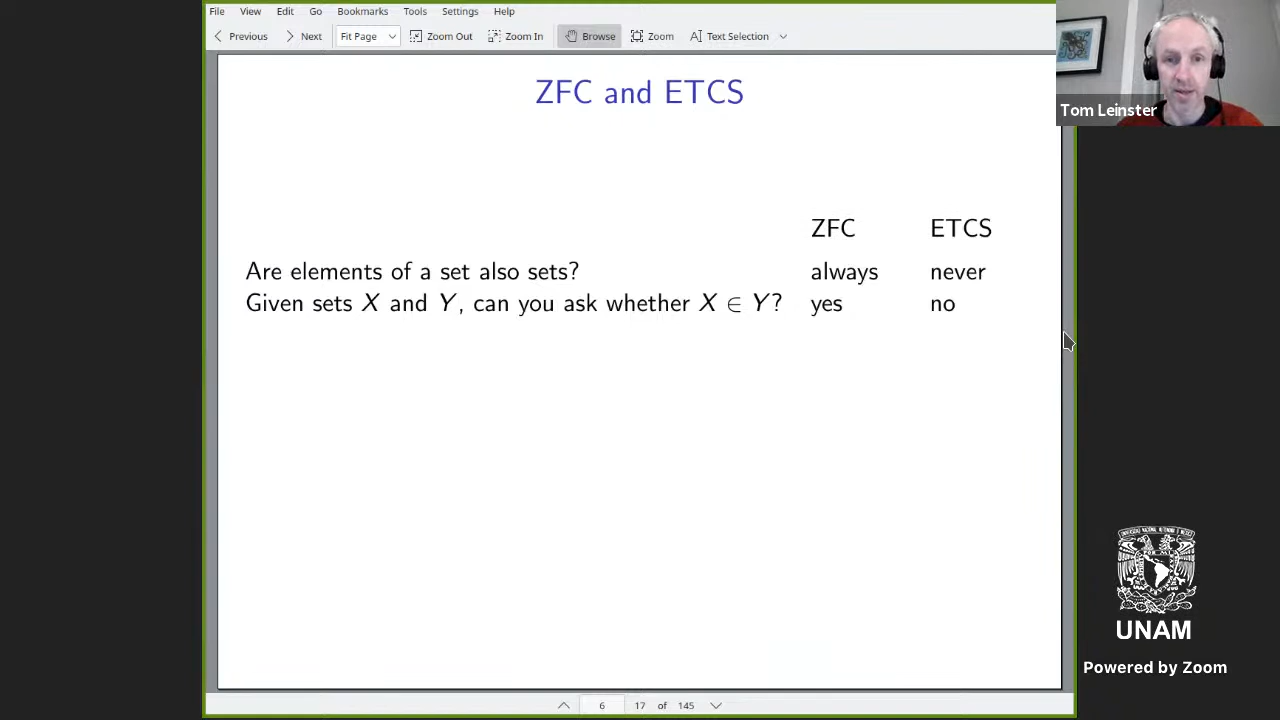 File View Edit Go Bookmarks Tools Settings Help
Previous Next Fit Page Zoom Out Zoom In Browse Zoom Text Selection
Tom Leinster
ZFC and ETCS
ZFC ETCS
Are elements of a set also sets? always never
Given sets X and Y, can you ask whether X ∈ Y? yes no
UNAM
Powered by Zoom
6 17 of 145